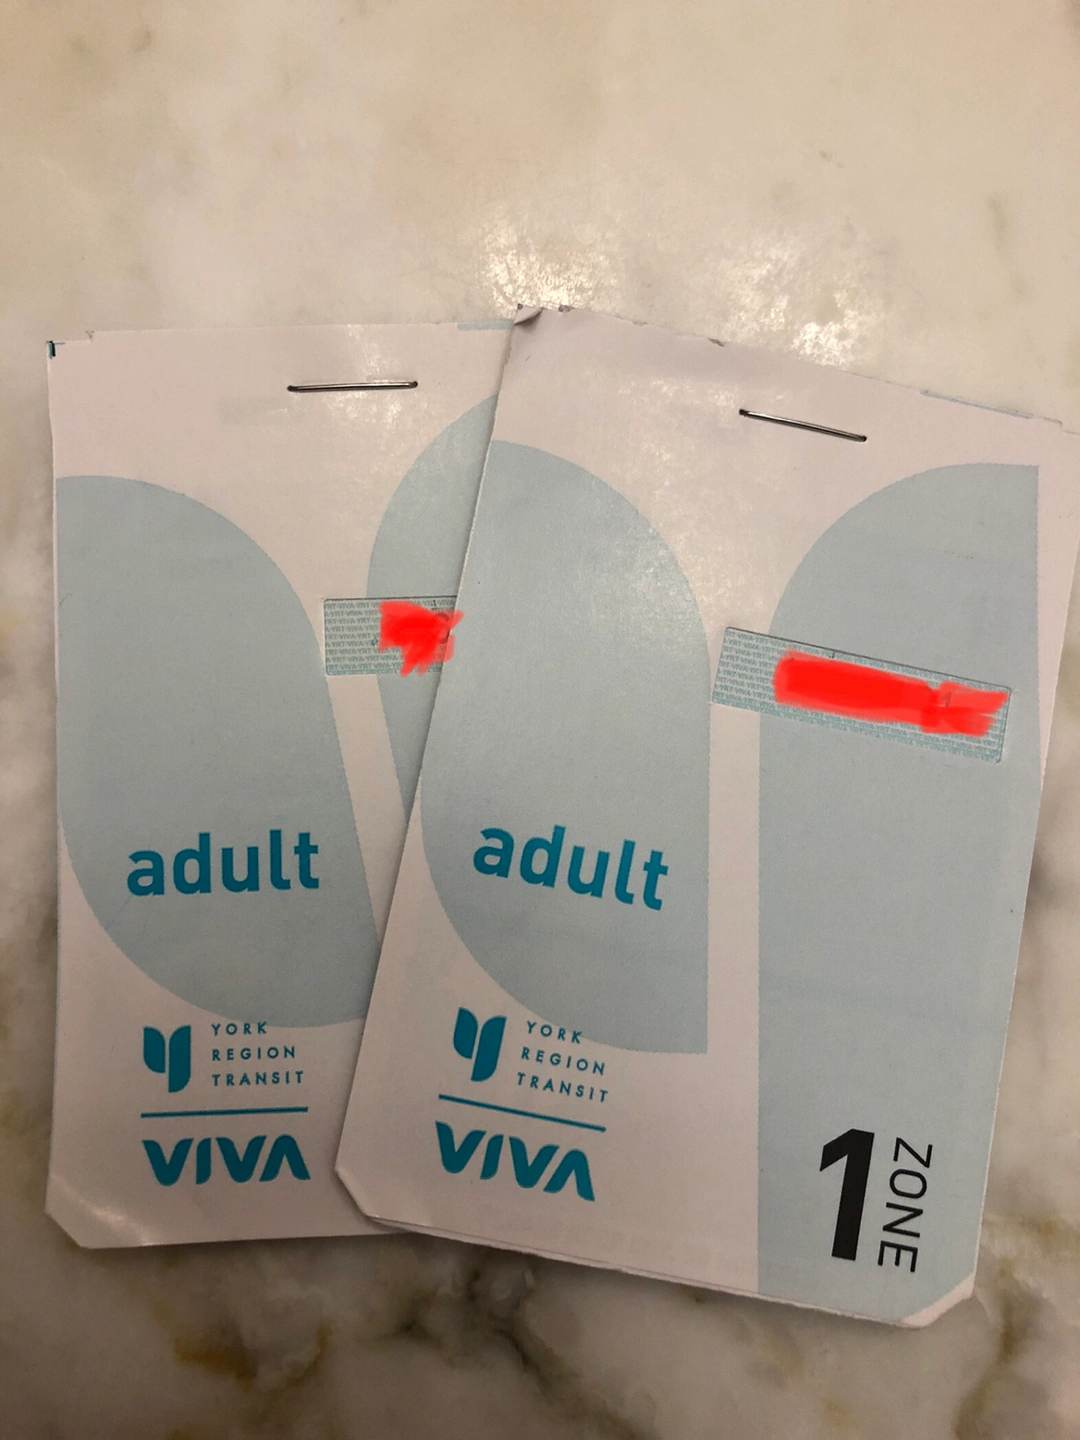 adult
YORK
REGION
TRANSIT
VIVA
adult
YORK
REGION
TRANSIT
VIVA
1
ZONE